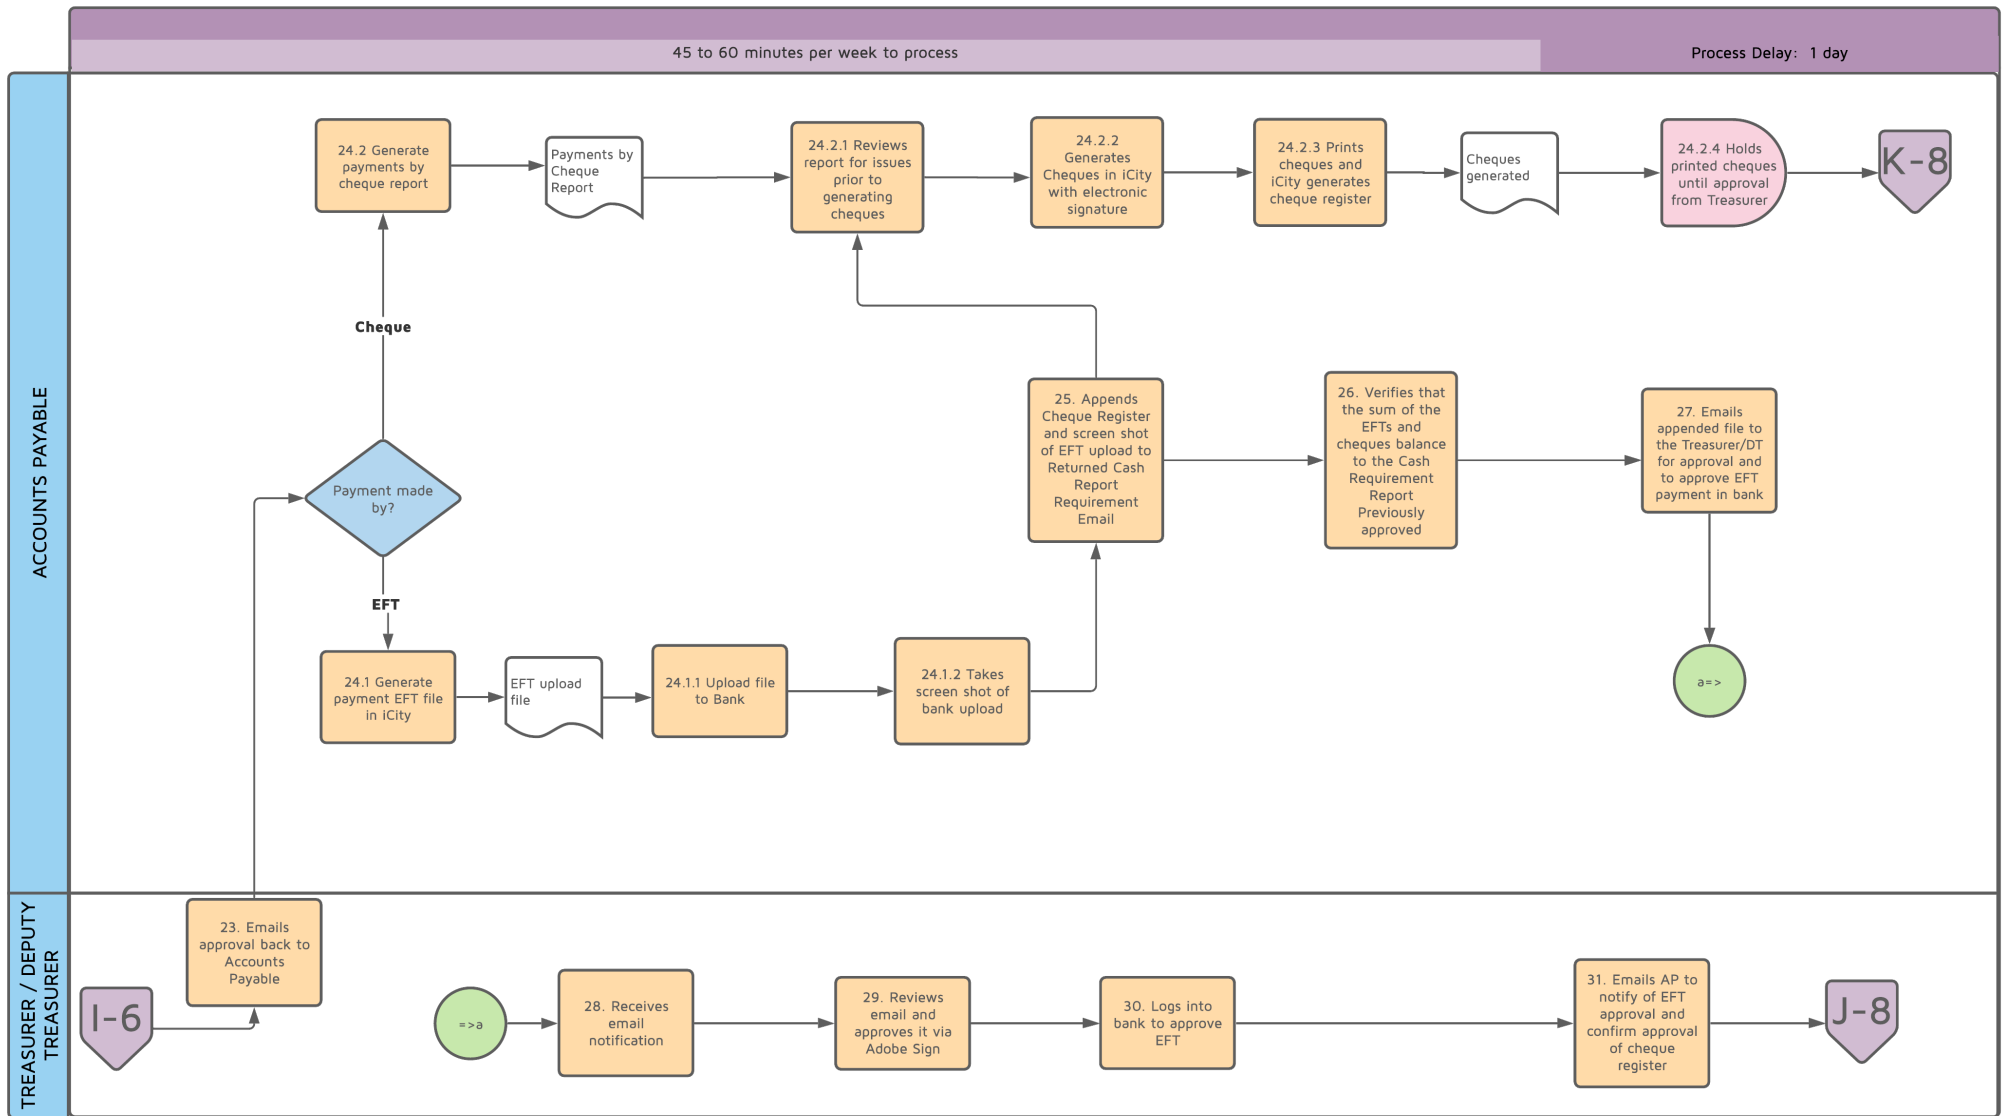 45 to 60 minutes per week to process
Process Delay: 1 day
ACCOUNTS PAYABLE
24.2 Generate
payments by
cheque report
Payments by
Cheque
Report
24.2.1 Reviews
report for issues
prior to
generating
cheques
24.2.2
Generates
Cheques in iCity
with electronic
signature
24.2.3 Prints
cheques and
iCity generates
cheque register
Cheques
generated
24.2.4 Holds
printed cheques
until approval
from Treasurer
K-8
Cheque
Payment made
by?
EFT
25. Appends
Cheque Register
and screen shot
of EFT upload to
Returned Cash
Report
Requirement
Email
26. Verifies that
the sum of the
EFTs and
cheques balance
to the Cash
Requirement
Report
Previously
approved
27. Emails
appended file to
the Treasurer/DT
for approval and
to approve EFT
payment in bank
24.1 Generate
payment EFT file
in iCity
EFT upload
file
24.1.1 Upload file
to Bank
24.1.2 Takes
screen shot of
bank upload
a=>
TREASURER / DEPUTY
TREASURER
I-6
23. Emails
approval back to
Accounts
Payable
=>a
28. Receives
email
notification
29. Reviews
email and
approves it via
Adobe Sign
30. Logs into
bank to approve
EFT
31. Emails AP to
notify of EFT
approval and
confirm approval
of cheque
register
J-8